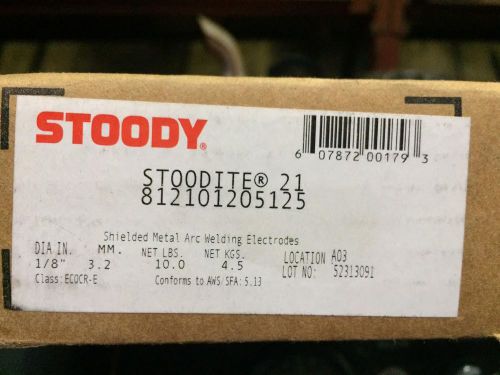 STOODY®
6 07872 00179 3
STOODITE® 21
812101205125
Shielded Metal Arc Welding Electrodes
DIA IN. MM. NET LBS. NET KGS. LOCATION A03
1/8" 3.2 10.0 4.5 LOT NO: 52313091
Class: ECOCR-E Conforms to AWS/SFA: 5.13